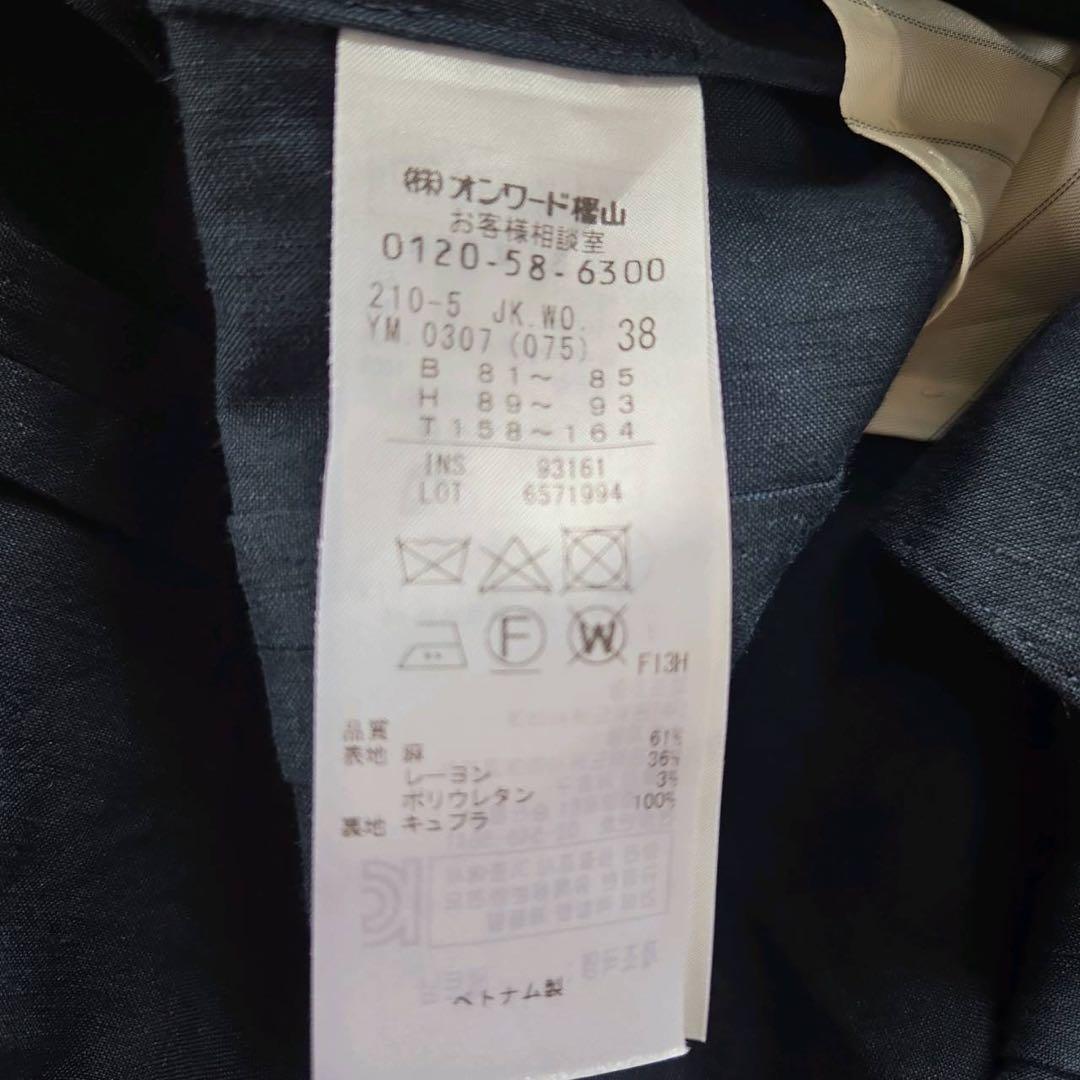 ㈱オンワード樫山
お客様相談室
0120-58-6300
210-5 JK.WO.
YM.0307 (075) 38
B 81～ 85
H 89～ 93
T 158～164
INS 93161
LOT 6571994
F
W
F13H
品質
表地 麻 61%
レーヨン 36%
ポリウレタン 3%
裏地 キュプラ 100%
ベトナム製